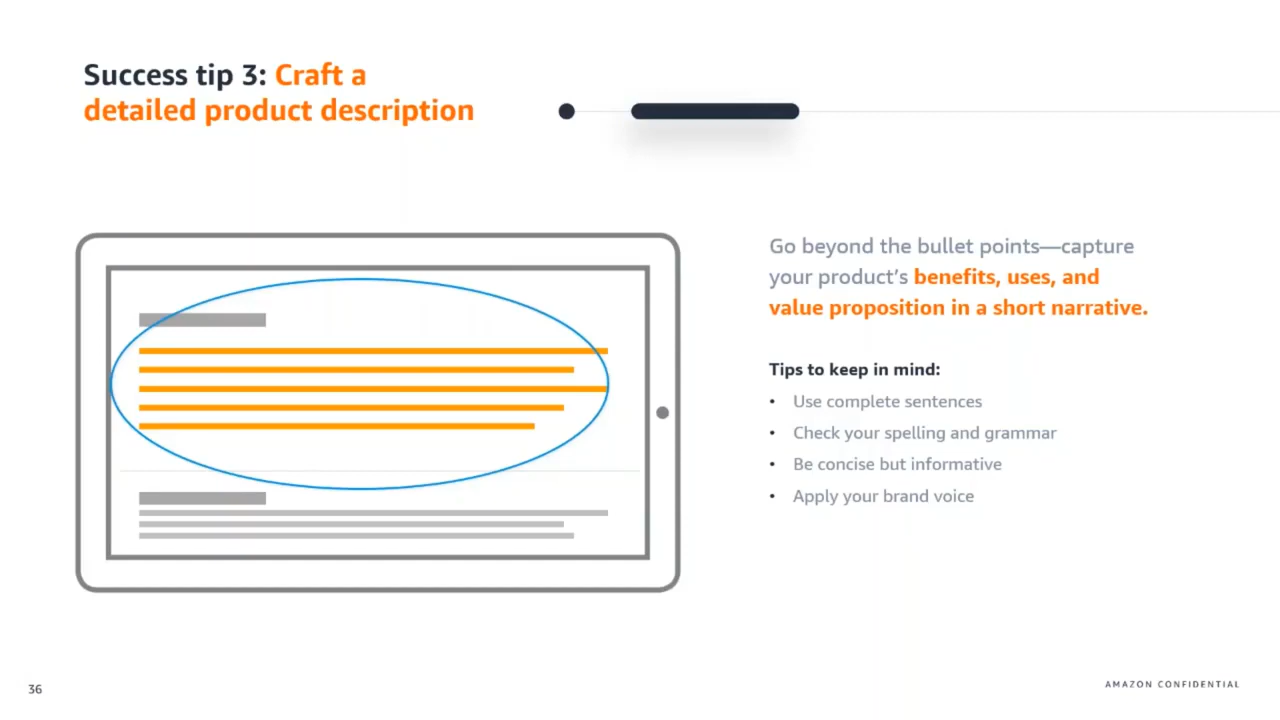 Success tip 3: Craft a
detailed product description
Go beyond the bullet points—capture
your product's benefits, uses, and
value proposition in a short narrative.
Tips to keep in mind:
• Use complete sentences
• Check your spelling and grammar
• Be concise but informative
• Apply your brand voice
36
AMAZON CONFIDENTIAL